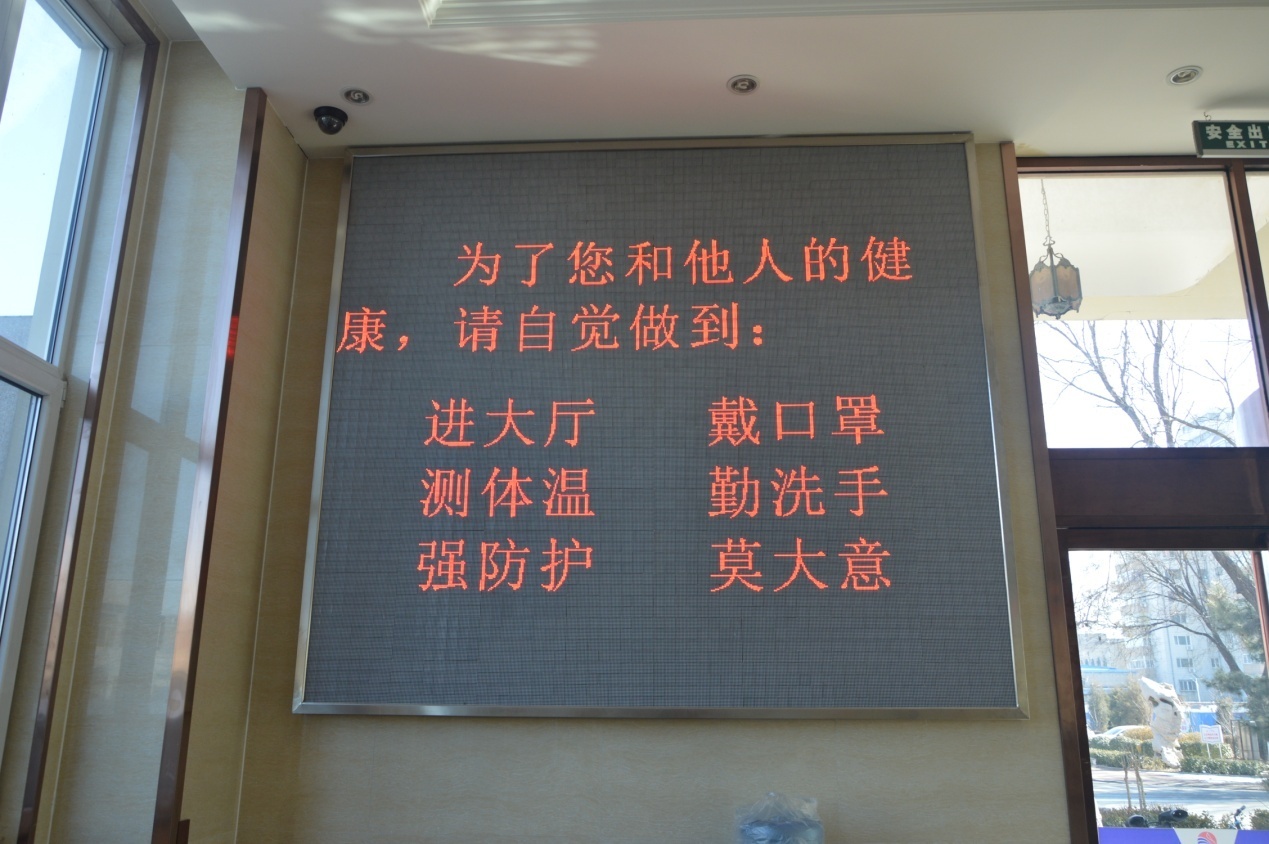 为了您和他人的健
康，请自觉做到：
进大厅 戴口罩
测体温 勤洗手
强防护 莫大意
安全出
EXIT